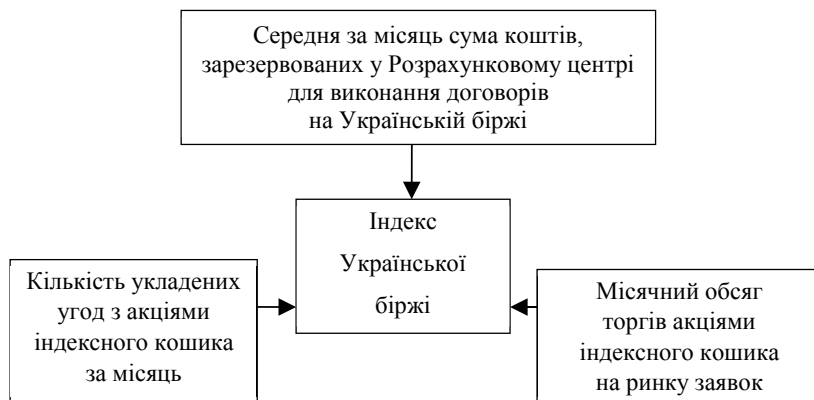 Середня за місяць сума коштів,
зарезервованих у Розрахунковому центрі
для виконання договорів
на Українській біржі
Індекс
Української
біржі
Кількість укладених
угод з акціями
індексного кошика
за місяць
Місячний обсяг
торгів акціями
індексного кошика
на ринку заявок